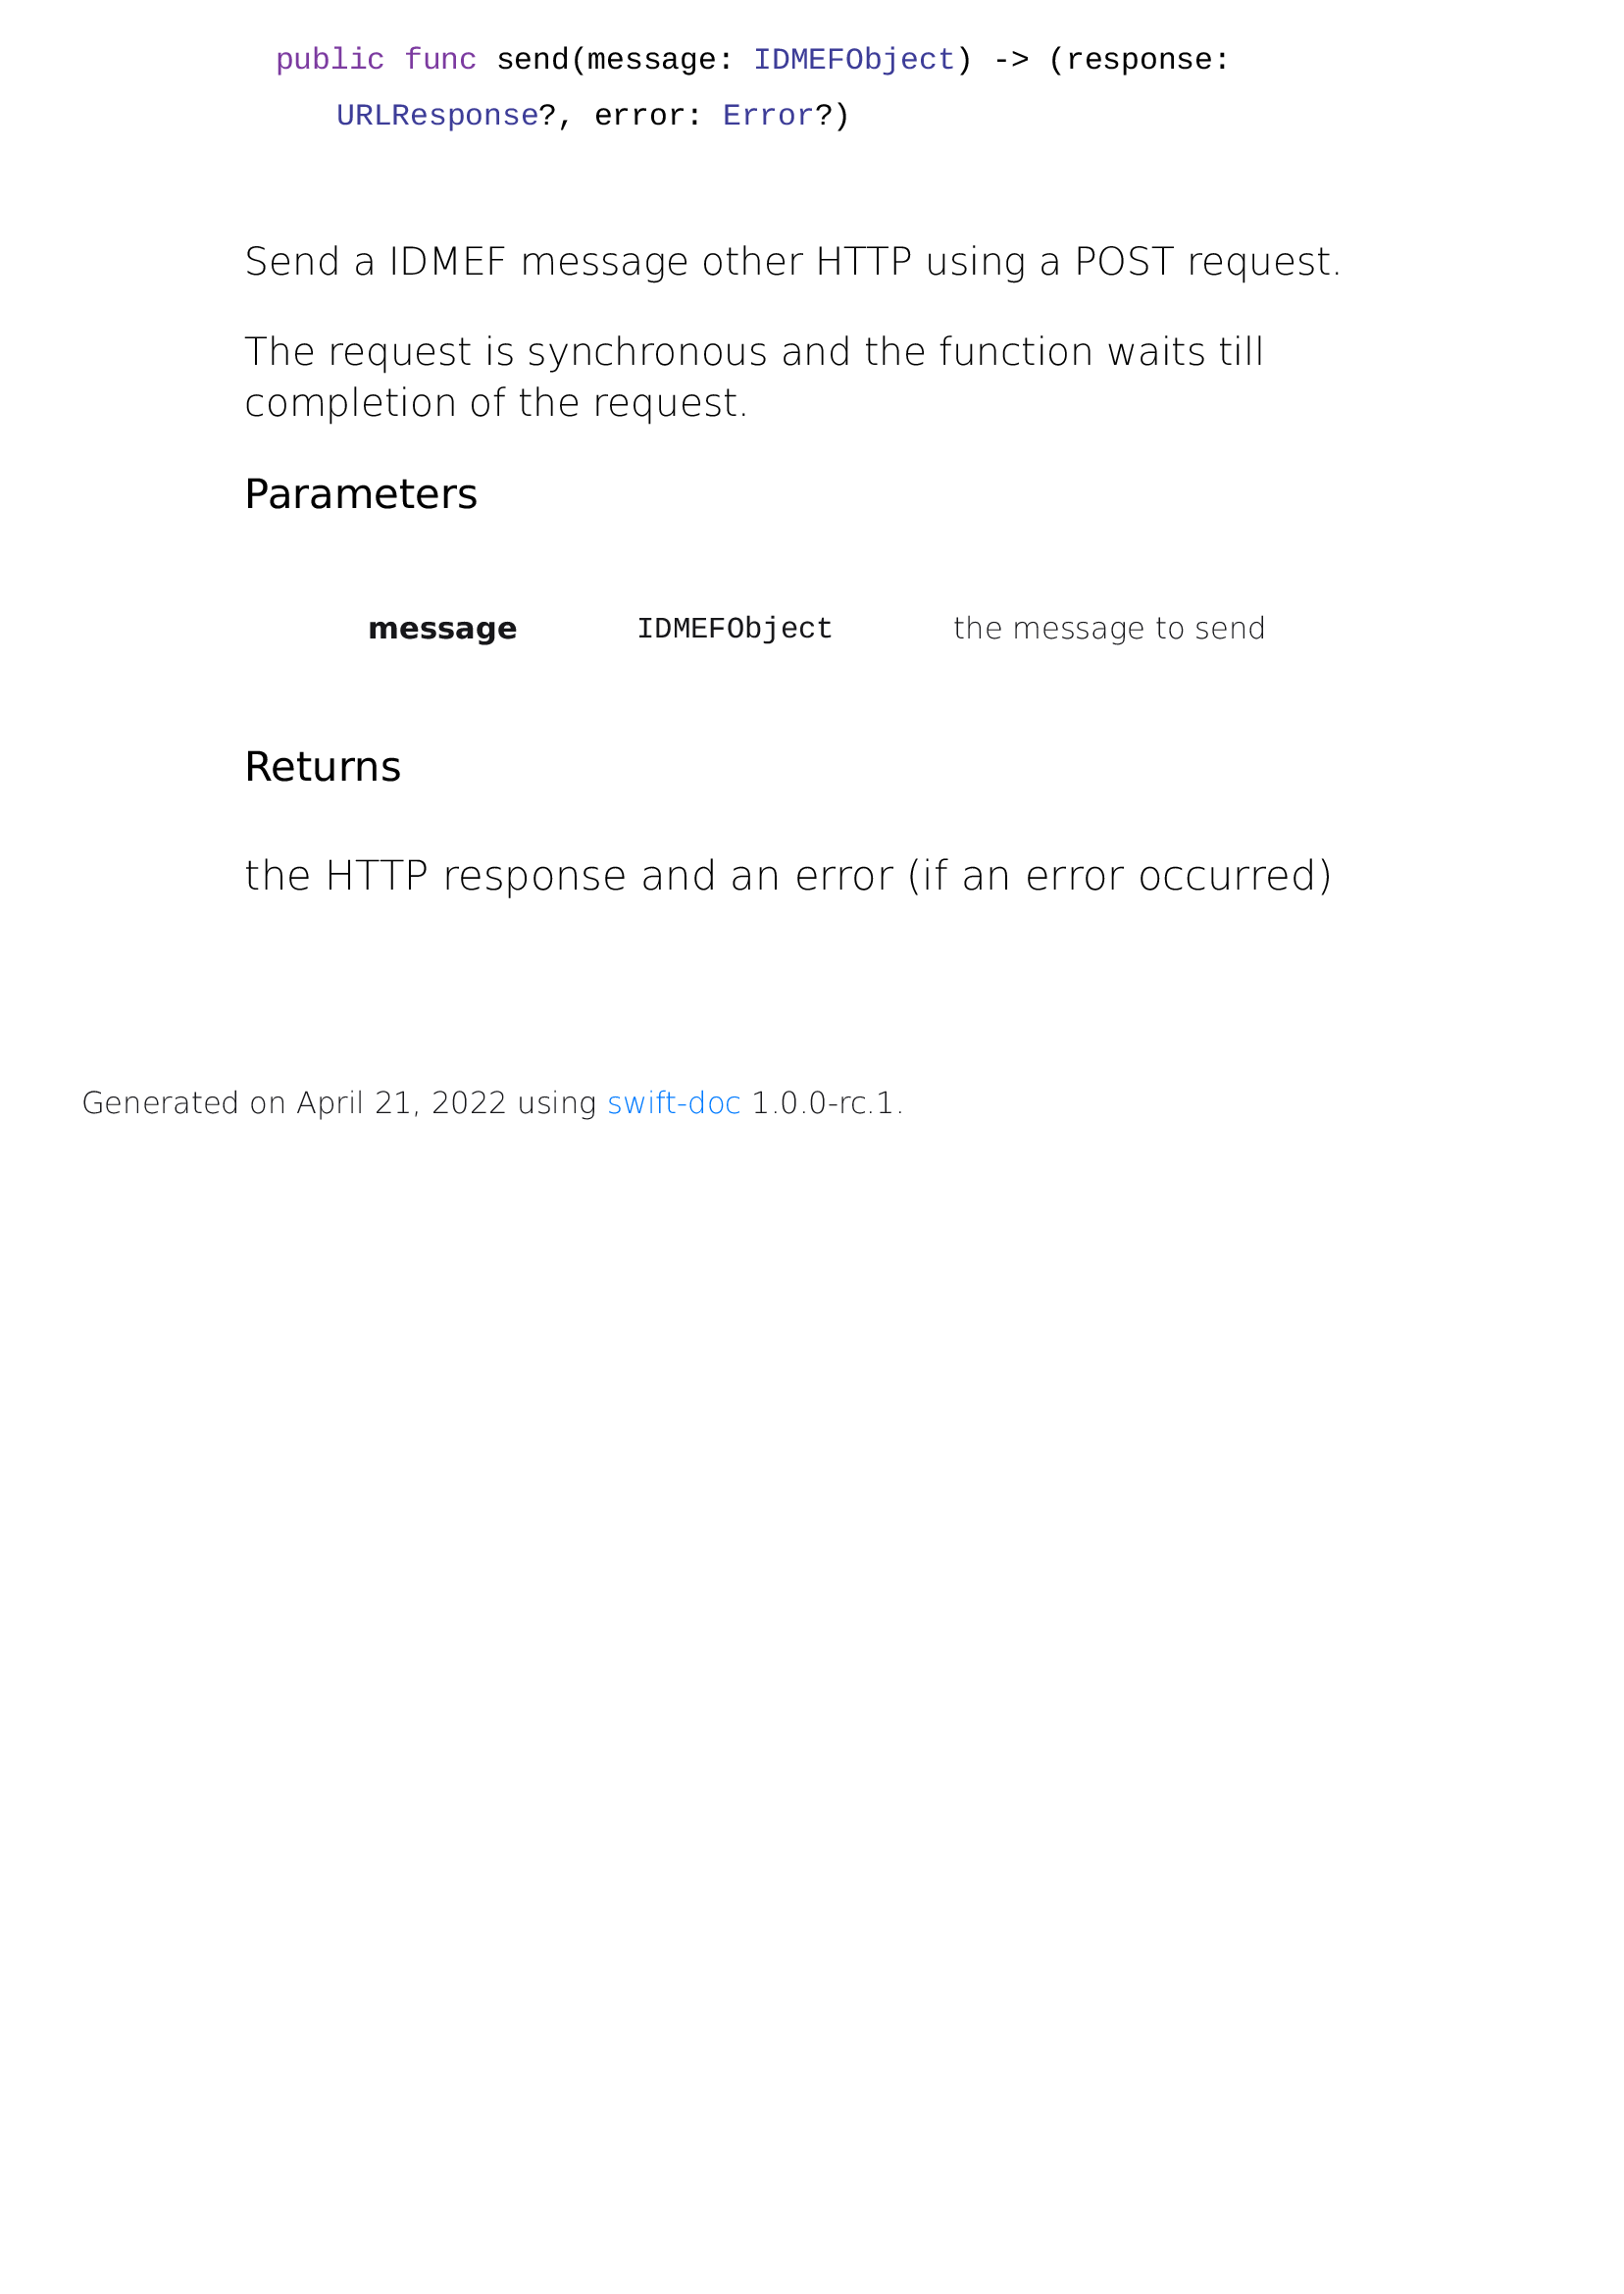 public func send(message: IDMEFObject) -> (response:
URLResponse?, error: Error?)
Send a IDMEF message other HTTP using a POST request.
The request is synchronous and the function waits till
completion of the request.
Parameters
message IDMEFObject the message to send
Returns
the HTTP response and an error (if an error occurred)
Generated on April 21, 2022 using swift-doc 1.0.0-rc.1.